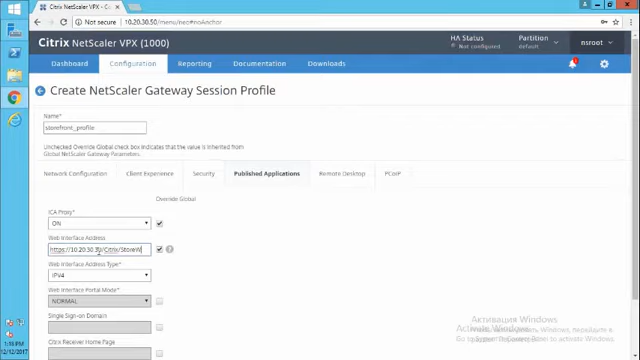 Citrix NetScaler VPX - Co
Not secure
10.20.30.50/menu/neo#noAnchor
Citrix NetScaler VPX (1000)
HA Status
Not configured
Partition
default
nsroot
Dashboard
Configuration
Reporting
Documentation
Downloads
1
Create NetScaler Gateway Session Profile
Name*
storefront_profile
Unchecked Override Global check box indicates that the value is inherited from
Global NetScaler Gateway Parameters.
Network Configuration
Client Experience
Security
Published Applications
Remote Desktop
PCoIP
Override Global
ICA Proxy*
ON
Web Interface Address
https://10.20.30.30/Citrix/StoreW
Web Interface Address Type*
IPV4
Web Interface Portal Mode*
NORMAL
Single Sign-on Domain
Citrix Receiver Home Page
Активация Windows
Activate Windows
12/12/2017